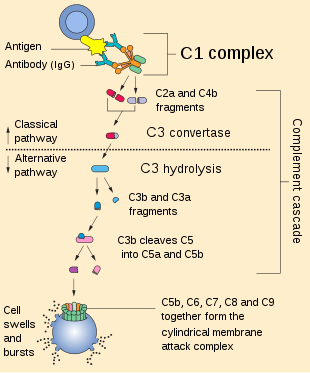 Antigen
Antibody (IgG)
C1 complex
C2a and C4b
fragments
Classical
pathway
C3 convertase
Alternative
pathway
C3 hydrolysis
C3b and C3a
fragments
Complement cascade
C3b cleaves C5
into C5a and C5b
Cell
swells
and
bursts
C5b, C6, C7, C8 and C9
together form the
cylindrical membrane
attack complex